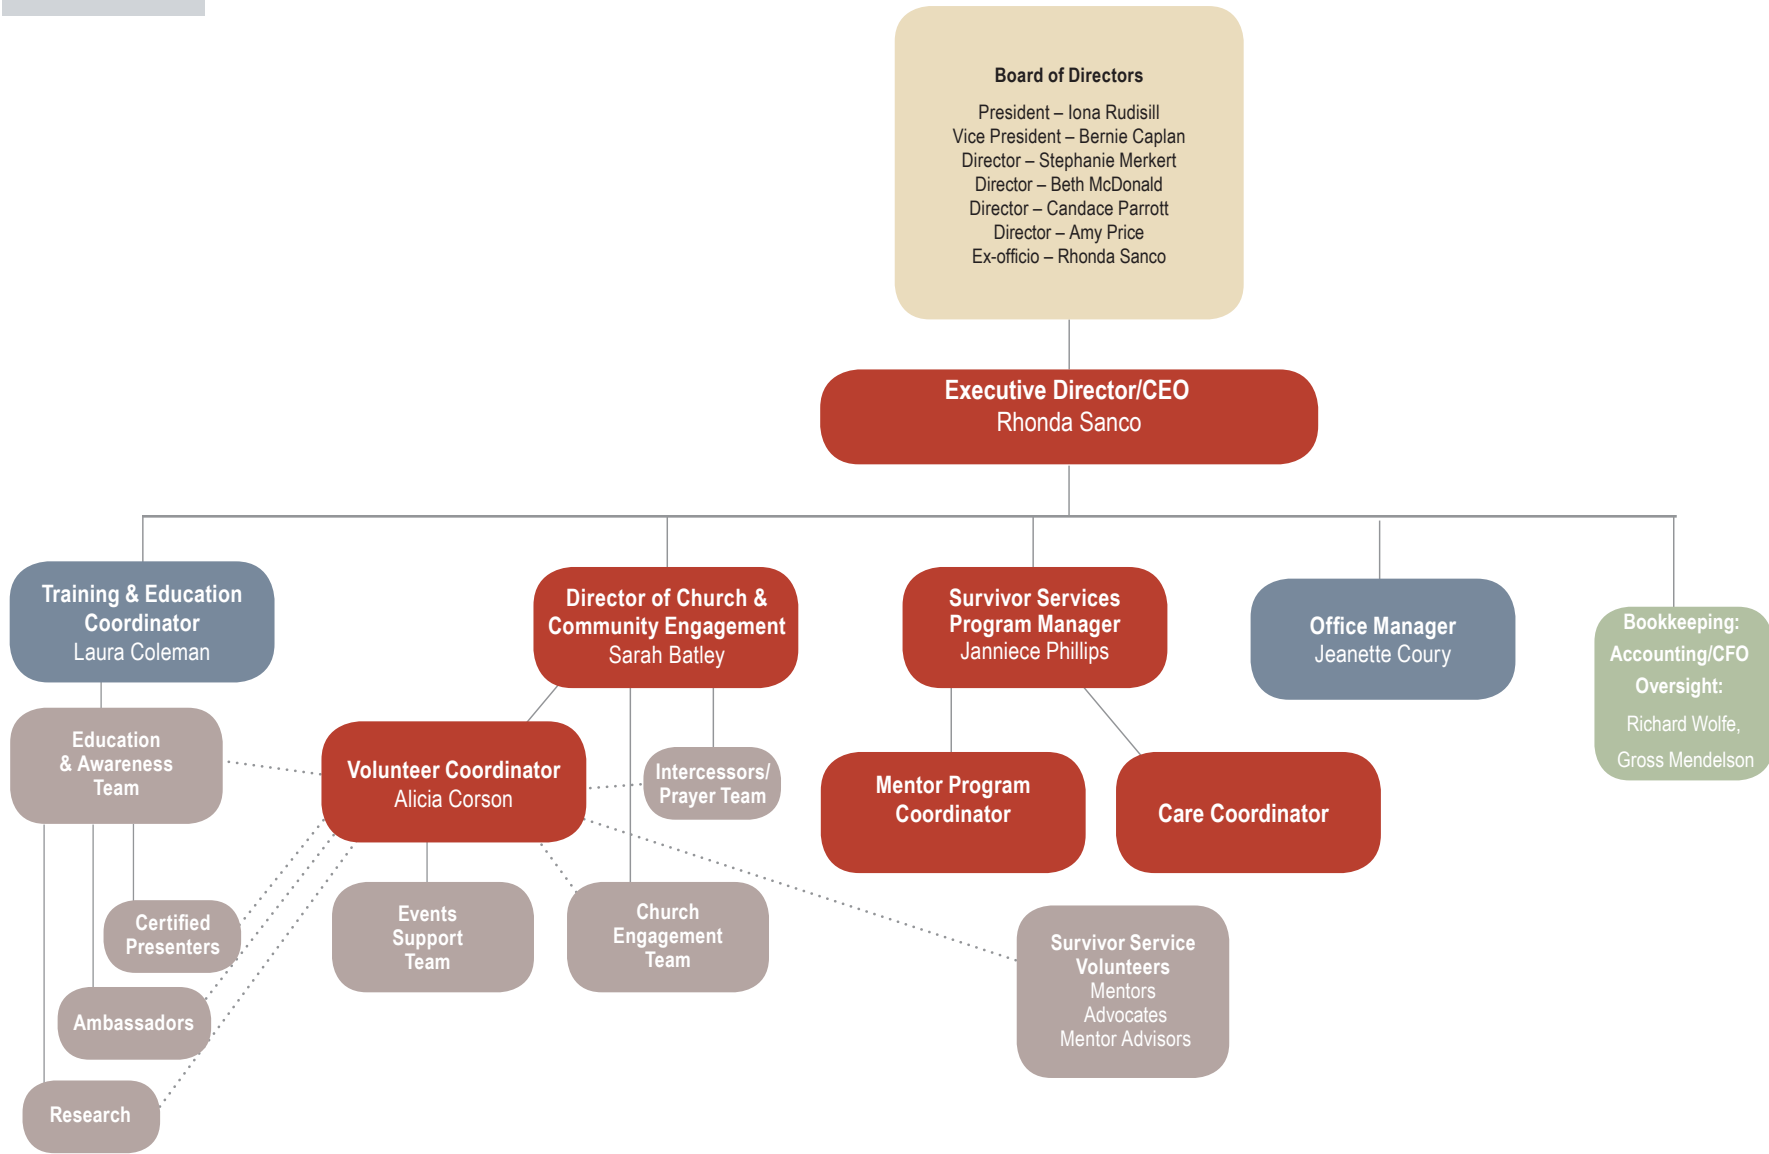 Board of Directors
President – Iona Rudisill
Vice President – Bernie Caplan
Director – Stephanie Merkert
Director – Beth McDonald
Director – Candace Parrott
Director – Amy Price
Ex-officio – Rhonda Sanco
Executive Director/CEO
Rhonda Sanco
Training & Education
Coordinator
Laura Coleman
Director of Church &
Community Engagement
Sarah Batley
Survivor Services
Program Manager
Janniece Phillips
Office Manager
Jeanette Coury
Bookkeeping:
Accounting/CFO
Oversight:
Richard Wolfe,
Gross Mendelson
Education
& Awareness
Team
Volunteer Coordinator
Alicia Corson
Intercessors/
Prayer Team
Mentor Program
Coordinator
Care Coordinator
Certified
Presenters
Events
Support
Team
Church
Engagement
Team
Survivor Service
Volunteers
Mentors
Advocates
Mentor Advisors
Ambassadors
Research